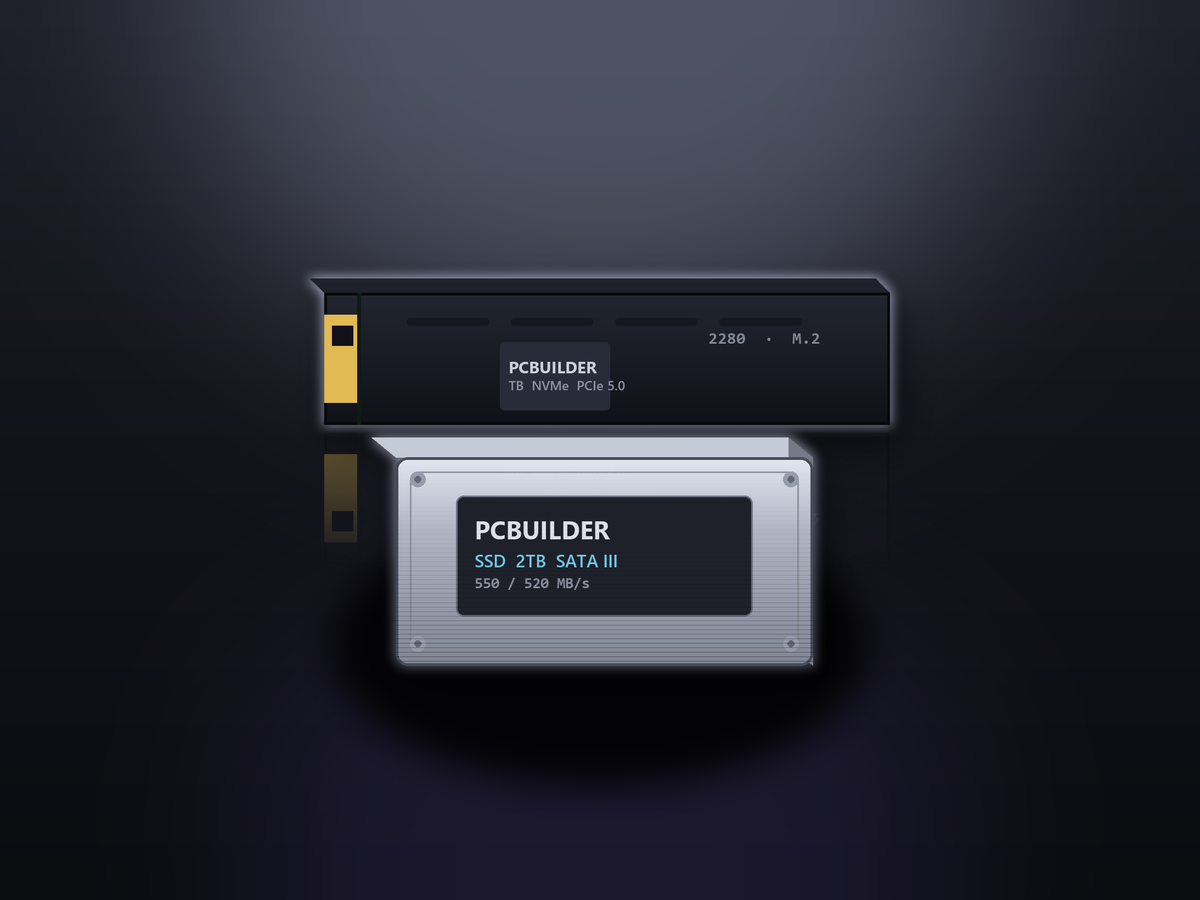 2280 · M.2
PCBUILDER
TB NVMe PCIe 5.0
PCBUILDER
SSD 2TB SATA III
550 / 520 MB/s